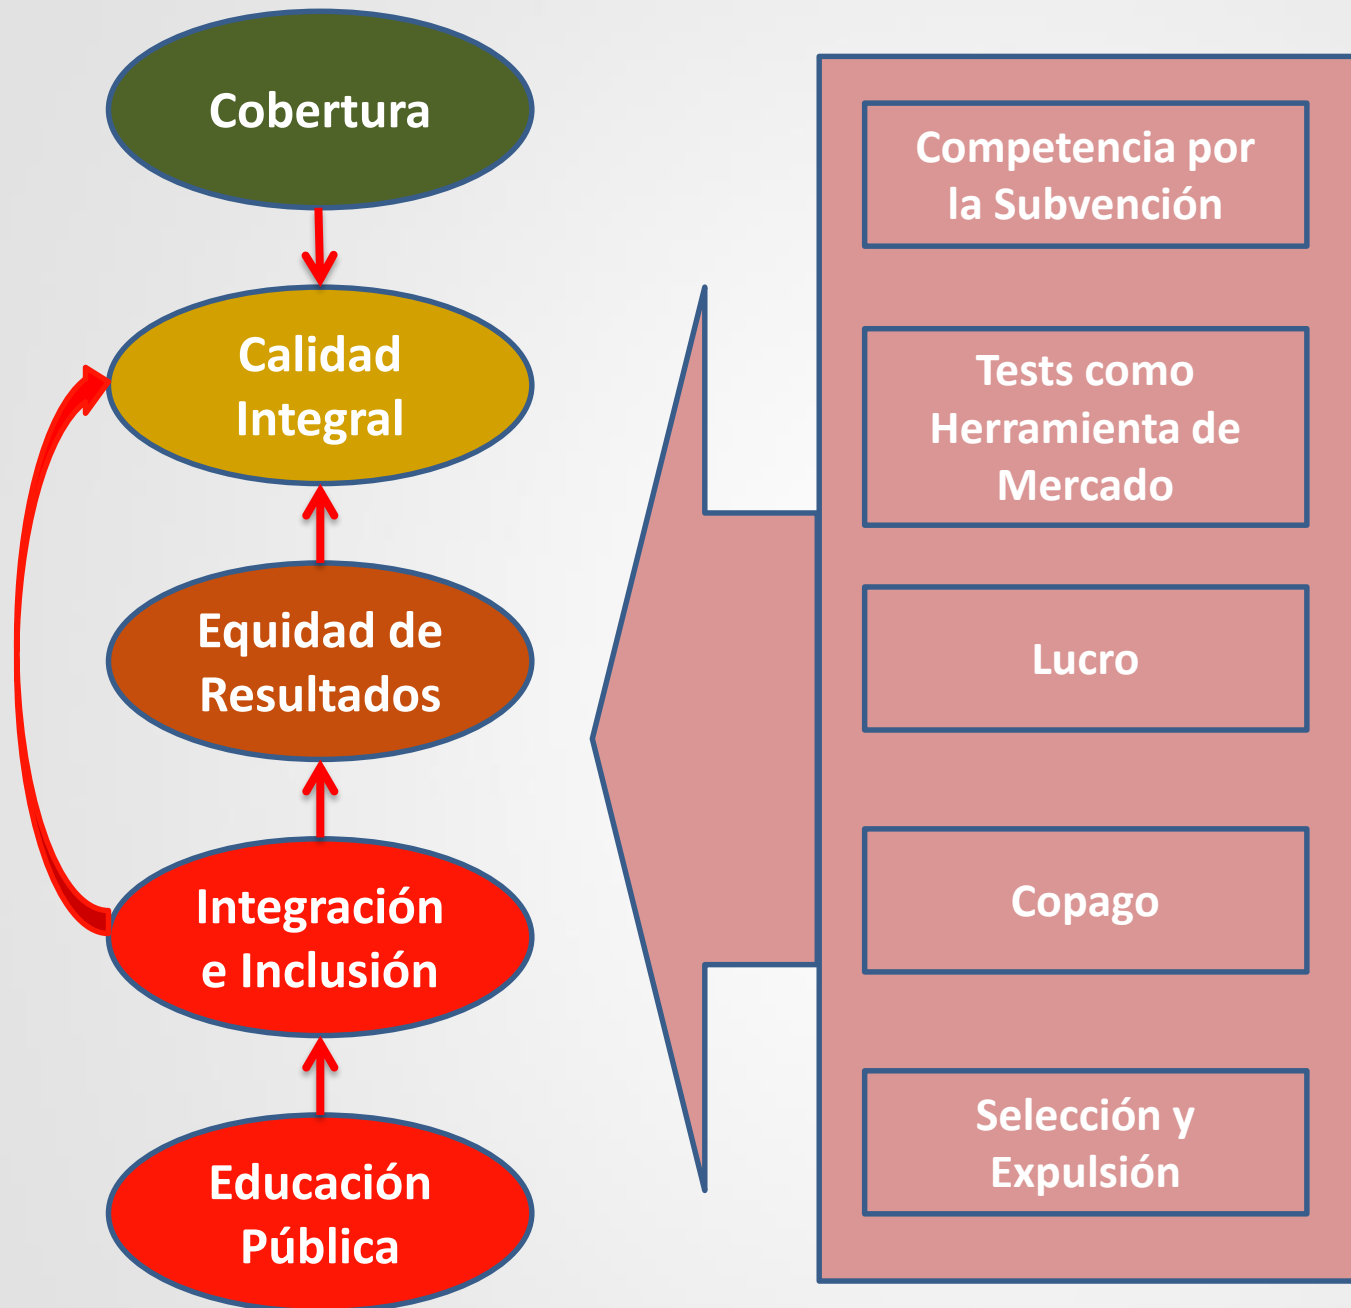 Cobertura
Calidad
Integral
Equidad de
Resultados
Integración
e Inclusión
Educación
Pública
Competencia por
la Subvención
Tests como
Herramienta de
Mercado
Lucro
Copago
Selección y
Expulsión